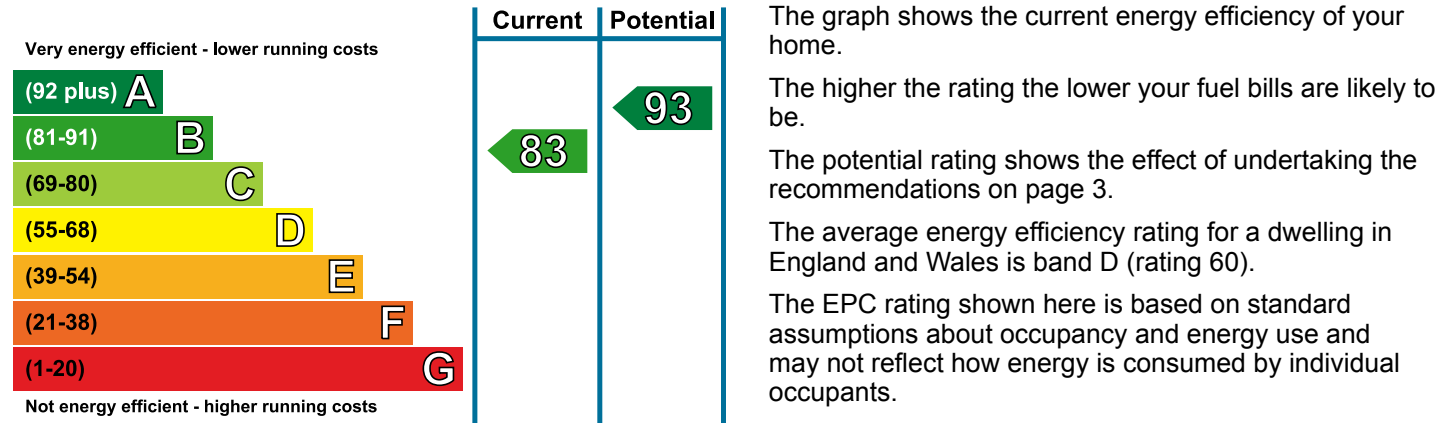 Current Potential
Very energy efficient - lower running costs
(92 plus) A
(81-91) B
(69-80) C
(55-68) D
(39-54) E
(21-38) F
(1-20) G
Not energy efficient - higher running costs
83
93
The graph shows the current energy efficiency of your
home.
The higher the rating the lower your fuel bills are likely to
be.
The potential rating shows the effect of undertaking the
recommendations on page 3.
The average energy efficiency rating for a dwelling in
England and Wales is band D (rating 60).
The EPC rating shown here is based on standard
assumptions about occupancy and energy use and
may not reflect how energy is consumed by individual
occupants.